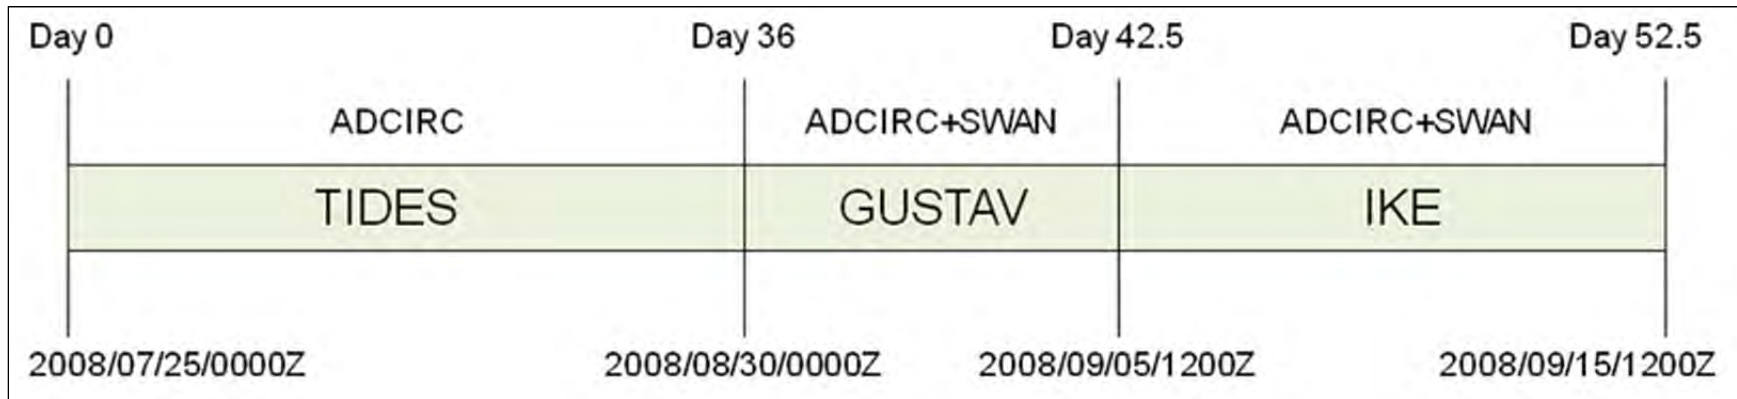 Day 0 Day 36 Day 42.5 Day 52.5
ADCIRC ADCIRC+SWAN ADCIRC+SWAN
TIDES GUSTAV IKE
2008/07/25/0000Z 2008/08/30/0000Z 2008/09/05/1200Z 2008/09/15/1200Z